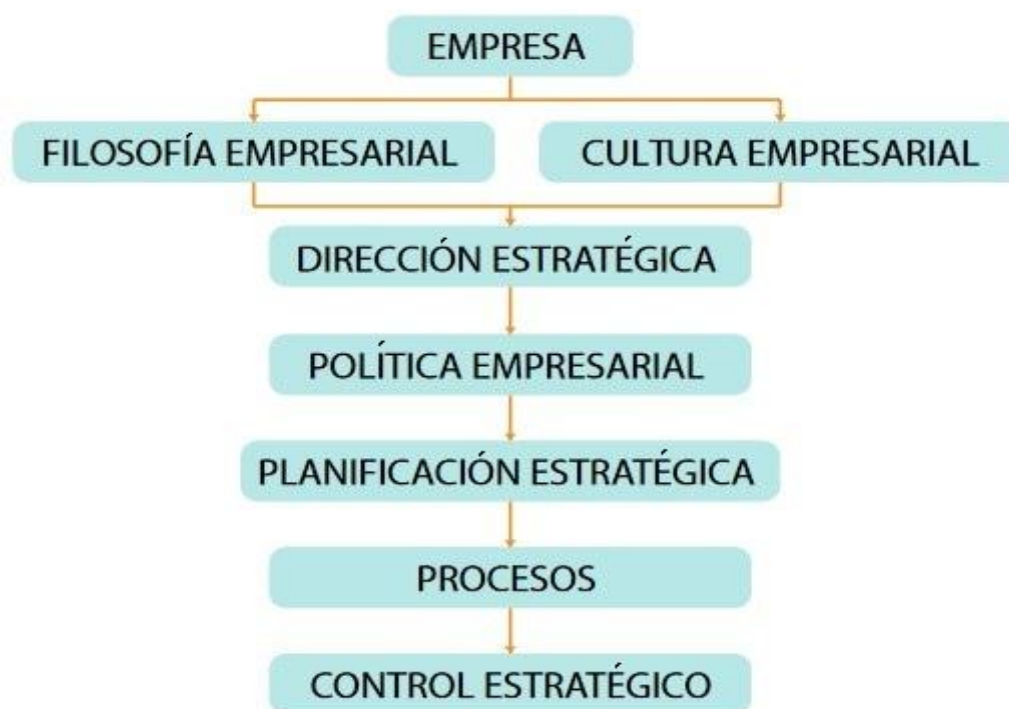 EMPRESA
FILOSOFÍA EMPRESARIAL
CULTURA EMPRESARIAL
DIRECCIÓN ESTRATÉGICA
POLÍTICA EMPRESARIAL
PLANIFICACIÓN ESTRATÉGICA
PROCESOS
CONTROL ESTRATÉGICO